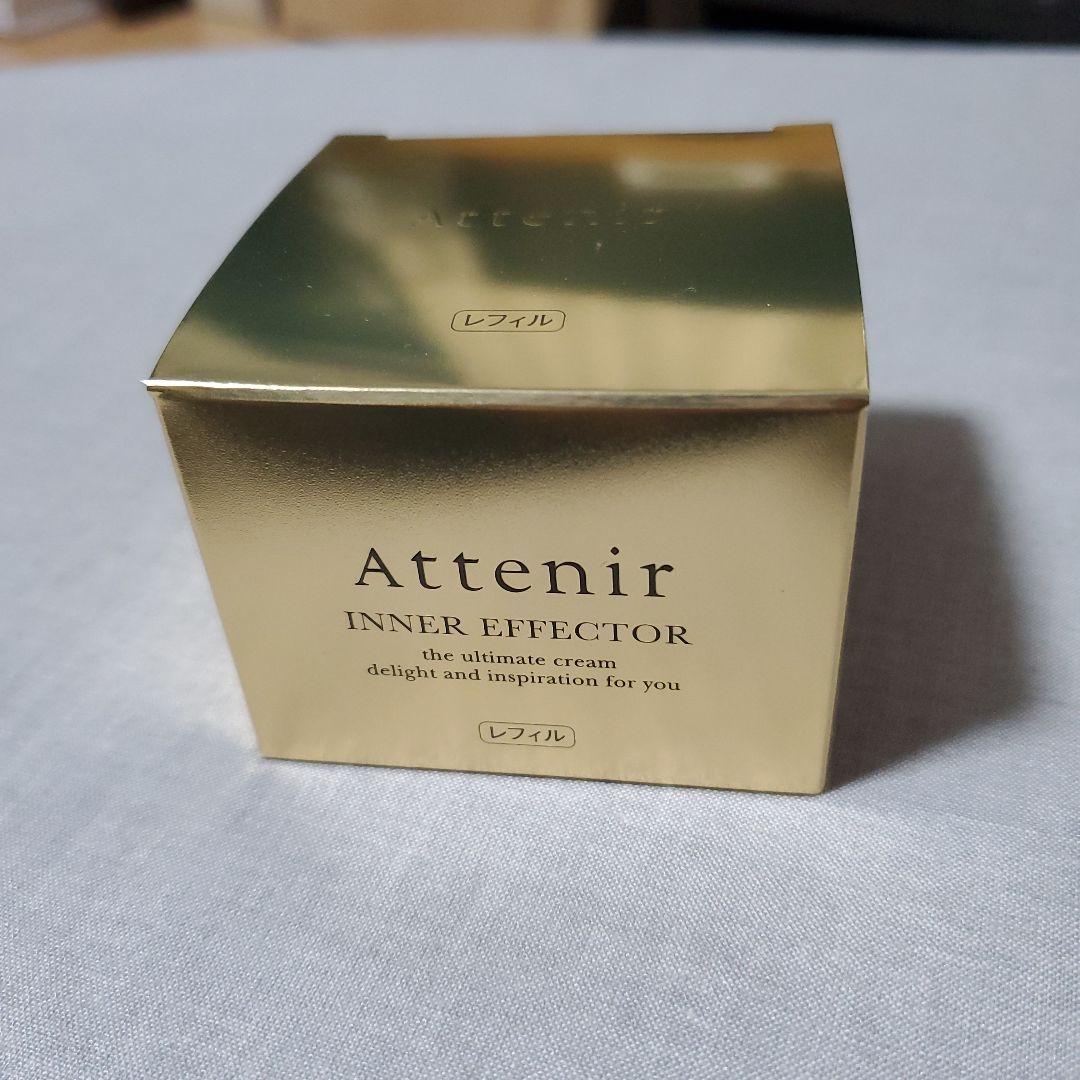 Attenir
レフィル
Attenir
INNER EFFECTOR
the ultimate cream
delight and inspiration for you
レフィル